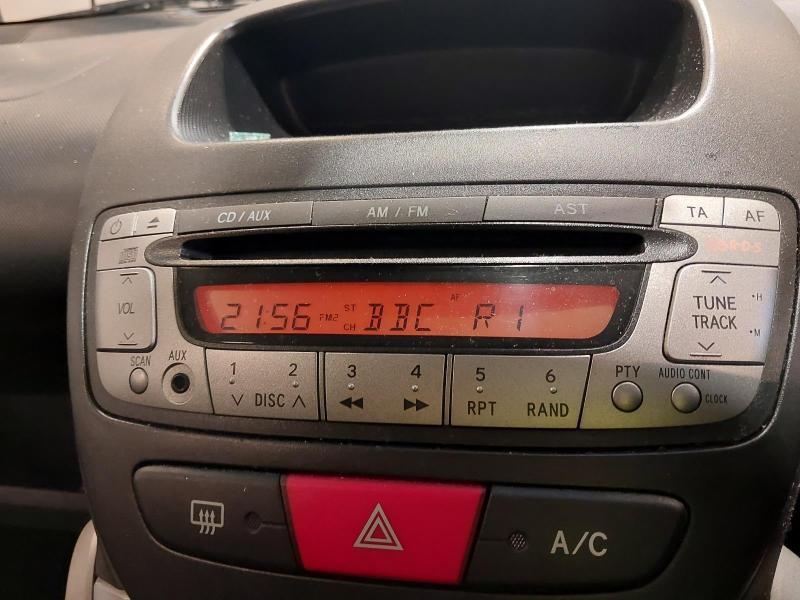 CD / AUX AM / FM AST TA AF
VOL
21:56 FM2 ST CH AF BBC R1
TUNE TRACK
H
M
SCAN AUX
1 2 3 4 5 6
DISC RPT RAND
PTY AUDIO CONT CLOCK
A/C